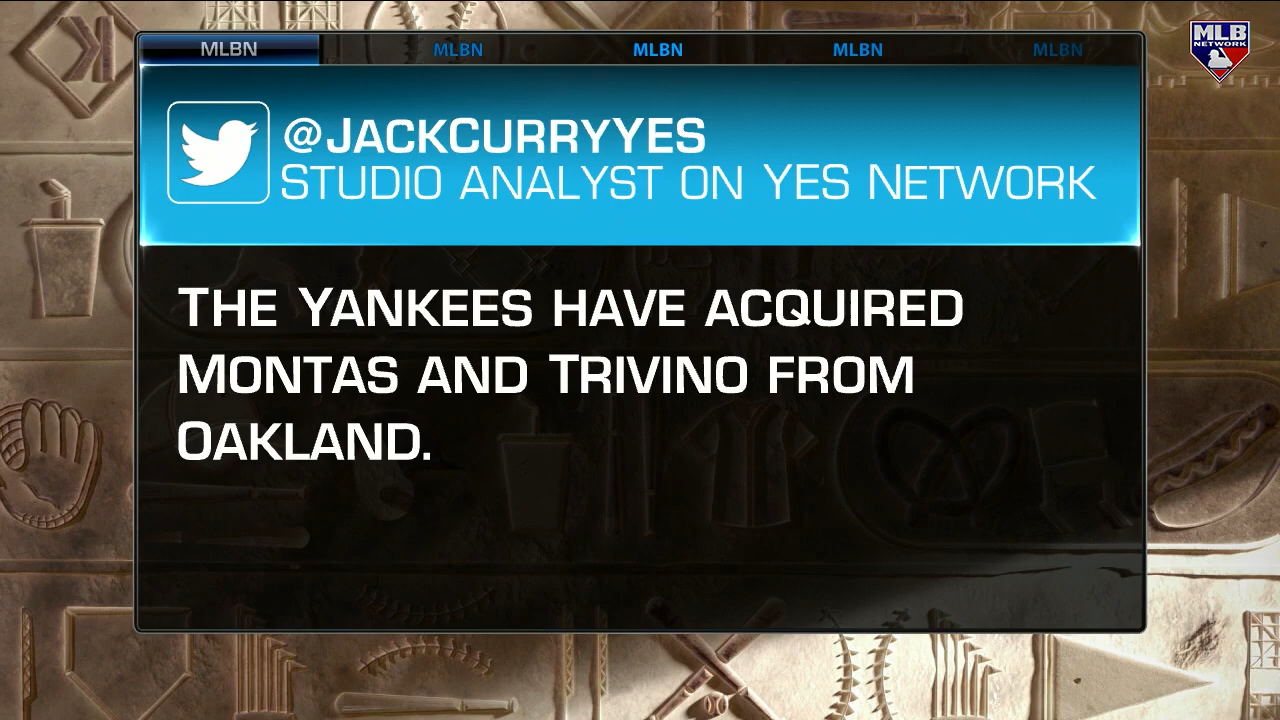 MLBN MLBN MLBN MLBN MLBN
MLB
NETWORK
@JACKCURRYYES
STUDIO ANALYST ON YES NETWORK
THE YANKEES HAVE ACQUIRED
MONTAS AND TRIVINO FROM
OAKLAND.